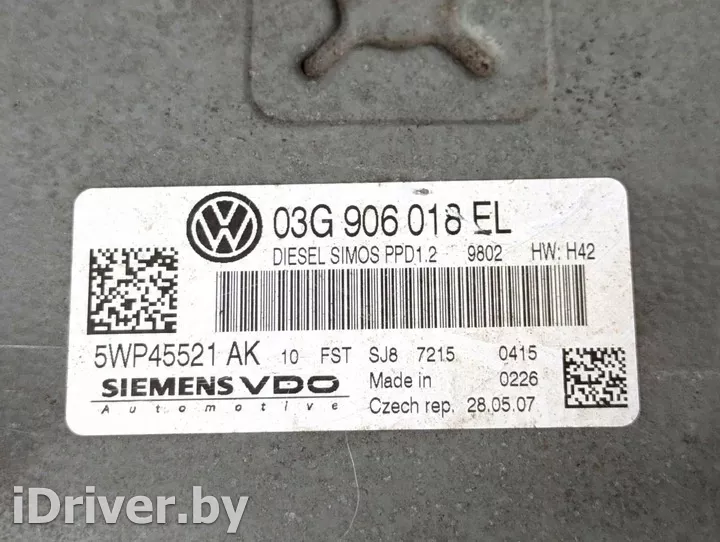 03G 906 018 EL
DIESEL SIMOS PPD1.2 9802 HW: H42
5WP45521 AK 10 FST SJ8 7215 0415
SIEMENS VDO Made in 0226
Automotive Czech rep. 28.05.07
iDriver.by